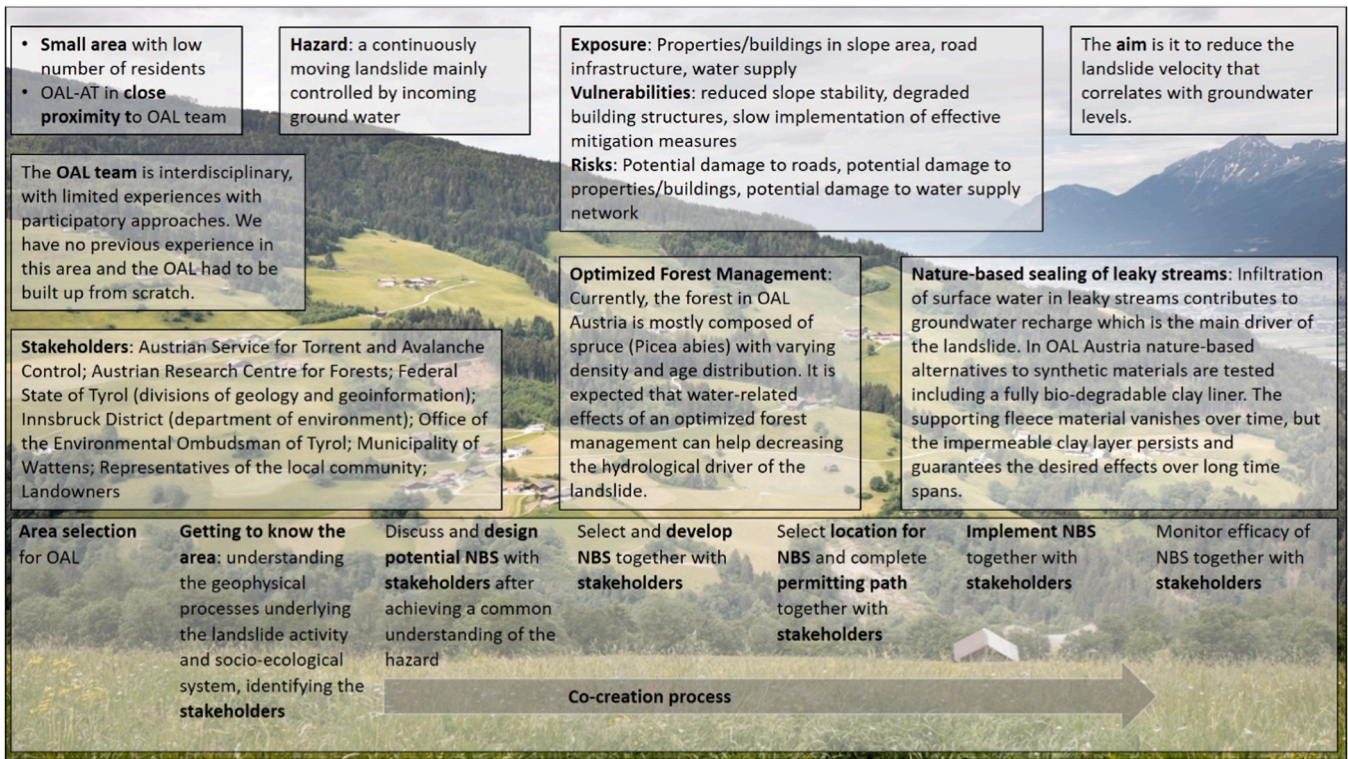 • Small area with low
number of residents
• OAL-AT in close
proximity to OAL team
Hazard: a continuously
moving landslide mainly
controlled by incoming
ground water
Exposure: Properties/buildings in slope area, road
infrastructure, water supply
Vulnerabilities: reduced slope stability, degraded
building structures, slow implementation of effective
mitigation measures
Risks: Potential damage to roads, potential damage to
properties/buildings, potential damage to water supply
network
The aim is it to reduce the
landslide velocity that
correlates with groundwater
levels.
The OAL team is interdisciplinary,
with limited experiences with
participatory approaches. We
have no previous experience in
this area and the OAL had to be
built up from scratch.
Stakeholders: Austrian Service for Torrent and Avalanche
Control; Austrian Research Centre for Forests; Federal
State of Tyrol (divisions of geology and geoinformation);
Innsbruck District (department of environment); Office of
the Environmental Ombudsman of Tyrol; Municipality of
Wattens; Representatives of the local community;
Landowners
Optimized Forest Management:
Currently, the forest in OAL
Austria is mostly composed of
spruce (Picea abies) with varying
density and age distribution. It is
expected that water-related
effects of an optimized forest
management can help decreasing
the hydrological driver of the
landslide.
Nature-based sealing of leaky streams: Infiltration
of surface water in leaky streams contributes to
groundwater recharge which is the main driver of
the landslide. In OAL Austria nature-based
alternatives to synthetic materials are tested
including a fully bio-degradable clay liner. The
supporting fleece material vanishes over time, but
the impermeable clay layer persists and
guarantees the desired effects over long time
spans.
Area selection
for OAL
Getting to know the
area: understanding
the geophysical
processes underlying
the landslide activity
and socio-ecological
system, identifying the
stakeholders
Discuss and design
potential NBS with
stakeholders after
achieving a common
understanding of the
hazard
Select and develop
NBS together with
stakeholders
Select location for
NBS and complete
permitting path
together with
stakeholders
Implement NBS
together with
stakeholders
Monitor efficacy of
NBS together with
stakeholders
Co-creation process